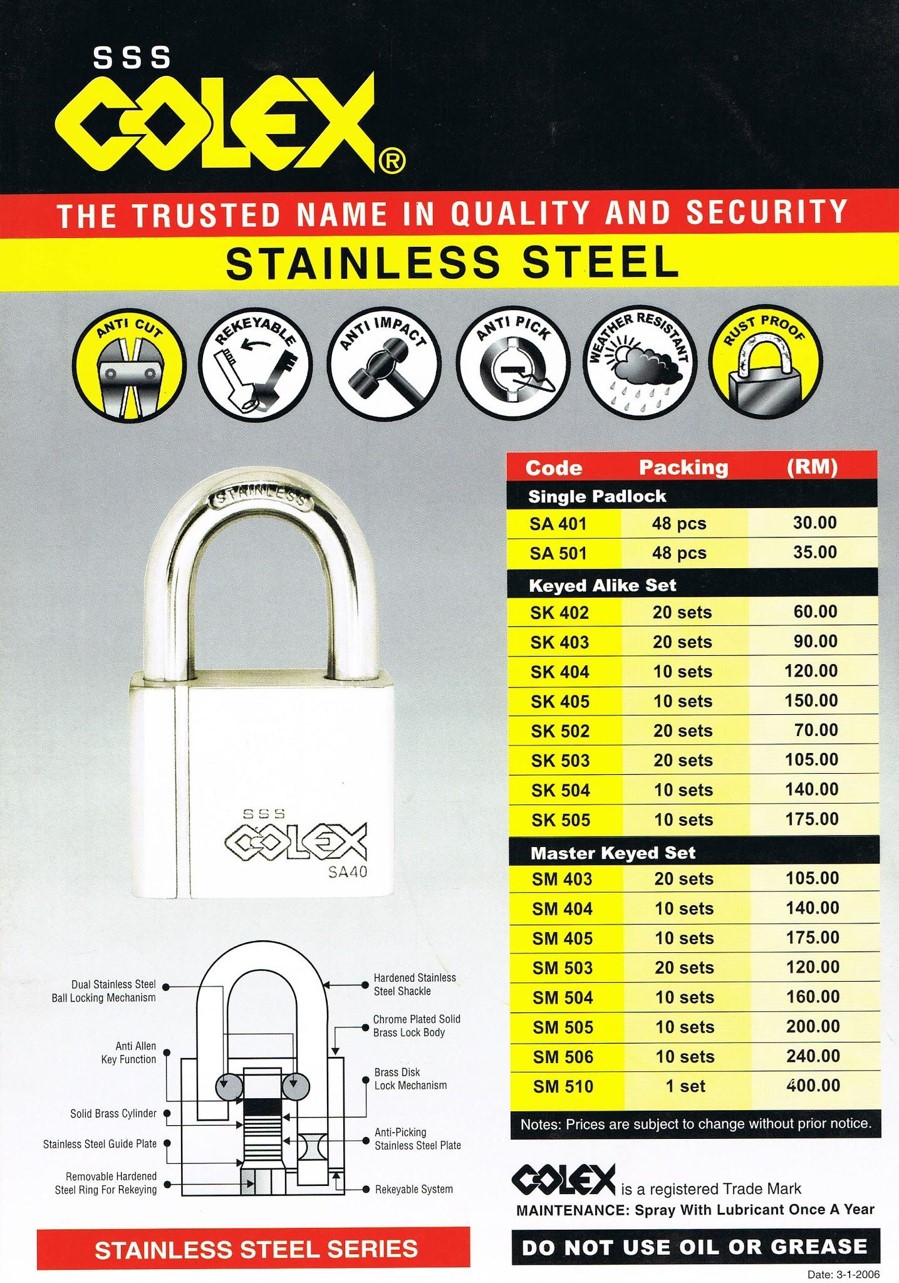 SSS
COLEX®
THE TRUSTED NAME IN QUALITY AND SECURITY
STAINLESS STEEL
ANTI CUT
REKEYABLE
ANTI IMPACT
ANTI PICK
WEATHER RESISTANT
RUST PROOF
STAINLESS
SSS
COLEX
SA40
Code Packing (RM)
Single Padlock
SA 401 48 pcs 30.00
SA 501 48 pcs 35.00
Keyed Alike Set
SK 402 20 sets 60.00
SK 403 20 sets 90.00
SK 404 10 sets 120.00
SK 405 10 sets 150.00
SK 502 20 sets 70.00
SK 503 20 sets 105.00
SK 504 10 sets 140.00
SK 505 10 sets 175.00
Master Keyed Set
SM 403 20 sets 105.00
SM 404 10 sets 140.00
SM 405 10 sets 175.00
SM 503 20 sets 120.00
SM 504 10 sets 160.00
SM 505 10 sets 200.00
SM 506 10 sets 240.00
SM 510 1 set 400.00
Notes: Prices are subject to change without prior notice.
Dual Stainless Steel
Ball Locking Mechanism
Anti Allen
Key Function
Solid Brass Cylinder
Stainless Steel Guide Plate
Removable Hardened
Steel Ring For Rekeying
Hardened Stainless
Steel Shackle
Chrome Plated Solid
Brass Lock Body
Brass Disk
Lock Mechanism
Anti-Picking
Stainless Steel Plate
Rekeyable System
STAINLESS STEEL SERIES
COLEX is a registered Trade Mark
MAINTENANCE: Spray With Lubricant Once A Year
DO NOT USE OIL OR GREASE
Date: 3-1-2006